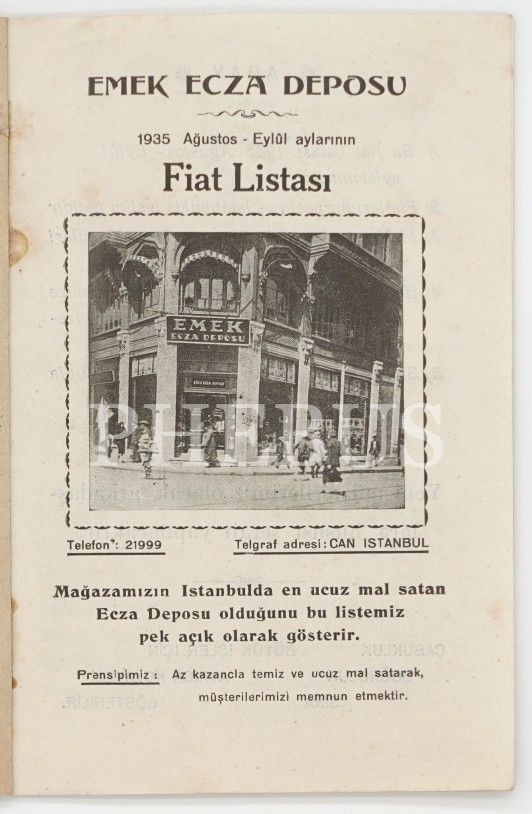 EMEK ECZA DEPOSU
1935 Ağustos - Eylûl aylarının
Fiat Listası
EMEK
ECZA DEPOSU
PHEBUS
Telefon : 21999
Telgraf adresi: CAN ISTANBUL
Mağazamızın Istanbulda en ucuz mal satan
Ecza Deposu olduğunu bu listemiz
pek açık olarak gösterir.
Prensipimiz : Az kazancla temiz ve ucuz mal satarak,
müşterilerimizi memnun etmektir.